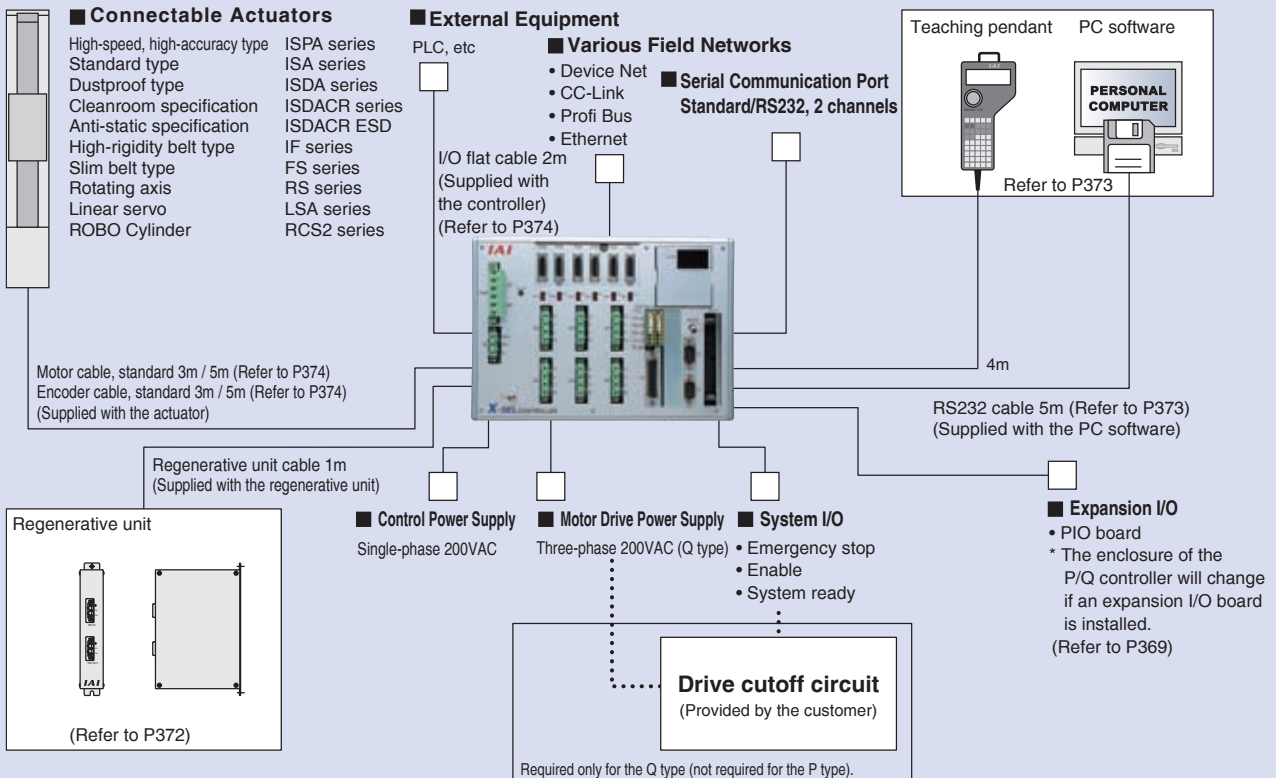 ■ Connectable Actuators
High-speed, high-accuracy type ISPA series
Standard type ISA series
Dustproof type ISDA series
Cleanroom specification ISDACR series
Anti-static specification ISDACR ESD
High-rigidity belt type IF series
Slim belt type FS series
Rotating axis RS series
Linear servo LSA series
ROBO Cylinder RCS2 series
■ External Equipment
PLC, etc
■ Various Field Networks
• Device Net
• CC-Link
• Profi Bus
• Ethernet
■ Serial Communication Port
Standard/RS232, 2 channels
I/O flat cable 2m
(Supplied with
the controller)
(Refer to P374)
Teaching pendant PC software
IAI
PERSONAL
COMPUTER
Refer to P373
IAI
X-SEL CONTROLLER
Motor cable, standard 3m / 5m (Refer to P374)
Encoder cable, standard 3m / 5m (Refer to P374)
(Supplied with the actuator)
4m
RS232 cable 5m (Refer to P373)
(Supplied with the PC software)
Regenerative unit cable 1m
(Supplied with the regenerative unit)
Regenerative unit
IAI
(Refer to P372)
■ Control Power Supply
Single-phase 200VAC
■ Motor Drive Power Supply
Three-phase 200VAC (Q type)
■ System I/O
• Emergency stop
• Enable
• System ready
■ Expansion I/O
• PIO board
* The enclosure of the
P/Q controller will change
if an expansion I/O board
is installed.
(Refer to P369)
Drive cutoff circuit
(Provided by the customer)
Required only for the Q type (not required for the P type).